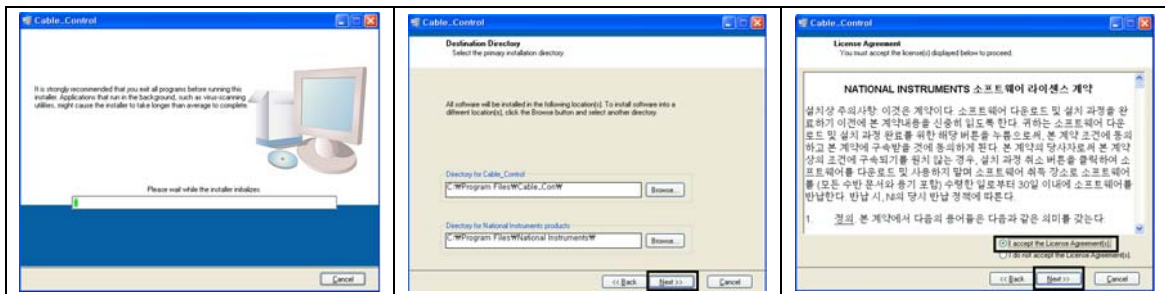 Cable_Control
It is strongly recommended that you exit all programs before running this
installer. Applications that run in the background, such as virus-scanning
utilities, might cause the installer to take longer than average to complete.
Please wait while the installer initializes.
Cancel
Cable_Control
Destination Directory
Select the primary installation directory.
All software will be installed in the following location(s). To install software into a
different location(s), click the Browse button and select another directory.
Directory for Cable_Control
C:₩Program Files₩Cable_Con₩
Browse...
Directory for National Instruments products
C:₩Program Files₩National Instruments₩
Browse...
<< Back
Next >>
Cancel
Cable_Control
License Agreement
You must accept the license(s) displayed below to proceed.
NATIONAL INSTRUMENTS 소프트웨어 라이센스 계약
설치상 주의사항: 이것은 계약이다. 소프트웨어 다운로드 및 설치 과정을 완
료하기 이전에 본 계약내용을 신중히 읽도록 한다. 귀하는 소프트웨어 다운
로드 및 설치 과정 완료를 위한 해당 버튼을 누름으로써, 본 계약 조건에 동의
하고 본 계약에 구속받을 것에 동의하게 된다. 본 계약의 당사자로써 본 계약
상의 조건에 구속되기를 원치 않는 경우, 설치 과정 취소 버튼을 클릭하여 소
프트웨어를 다운로드 및 사용하지 말며 소프트웨어 취득 장소로 소프트웨어
를 (모든 수반 문서와 용기 포함) 수령한 일로부터 30일 이내에 소프트웨어를
반납한다. 반납 시, NI의 당시 반납 정책에 따른다.
1. 정의. 본 계약에서 다음의 용어들은 다음과 같은 의미를 갖는다.
I accept the License Agreement(s).
I do not accept the License Agreement(s).
<< Back
Next >>
Cancel